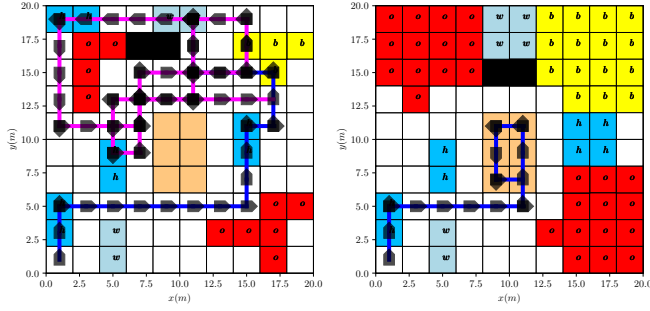 20.0 h w
17.5 o o b b
15.0 o
12.5 o
10.0
7.5 h
5.0 o o
2.5 w o o o
w o
0.0
0.0 2.5 5.0 7.5 10.0 12.5 15.0 17.5 20.0
x(m)
y(m)
20.0 o o o o w w b b b b
17.5 o o o o w w b b b b
15.0 o o o o b b b b
12.5 o b b b
10.0 h h
h h h
7.5 h o o o
5.0 o o o
2.5 w o o o o
w o o o
0.0
0.0 2.5 5.0 7.5 10.0 12.5 15.0 17.5 20.0
x(m)
y(m)